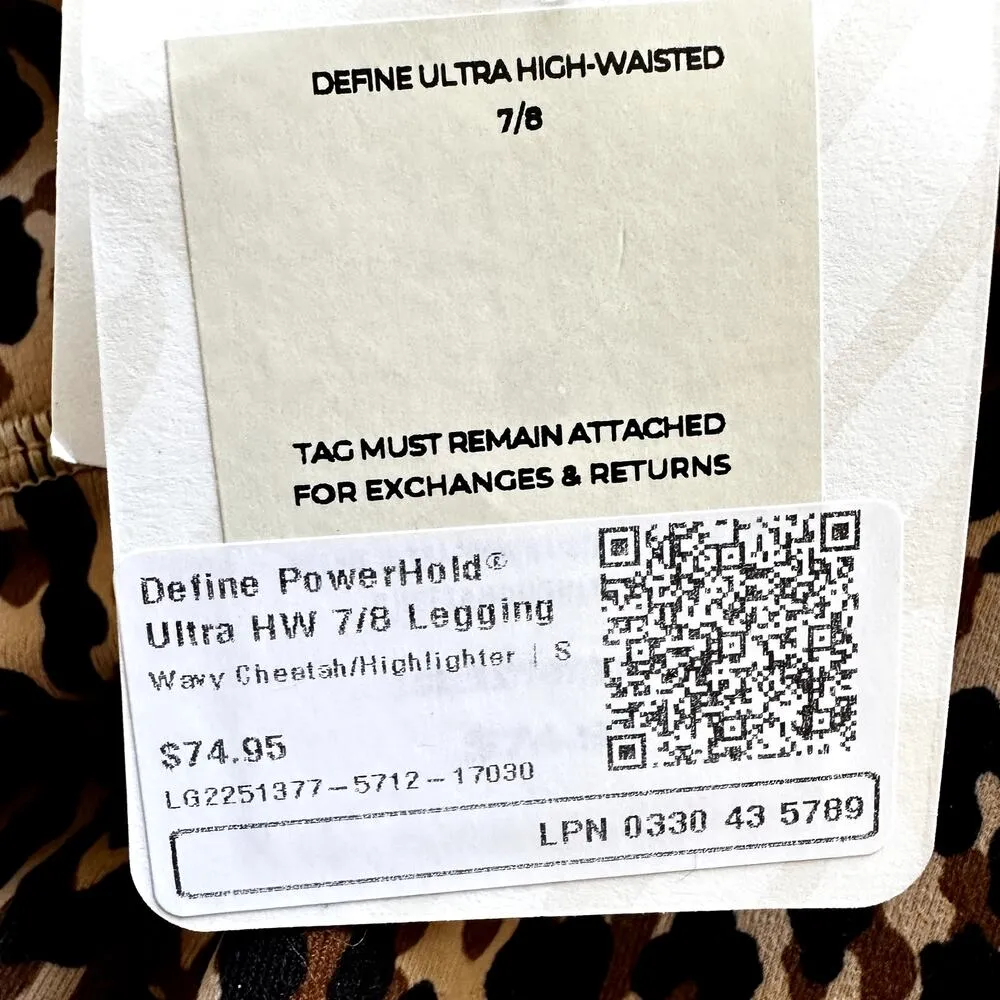 DEFINE ULTRA HIGH-WAISTED
7/8
TAG MUST REMAIN ATTACHED
FOR EXCHANGES & RETURNS
Define PowerHold®
Ultra HW 7/8 Legging
Wavy Cheetah/Highlighter | S
$74.95
LG2251377-5712-17030
LPN 0330 43 5789